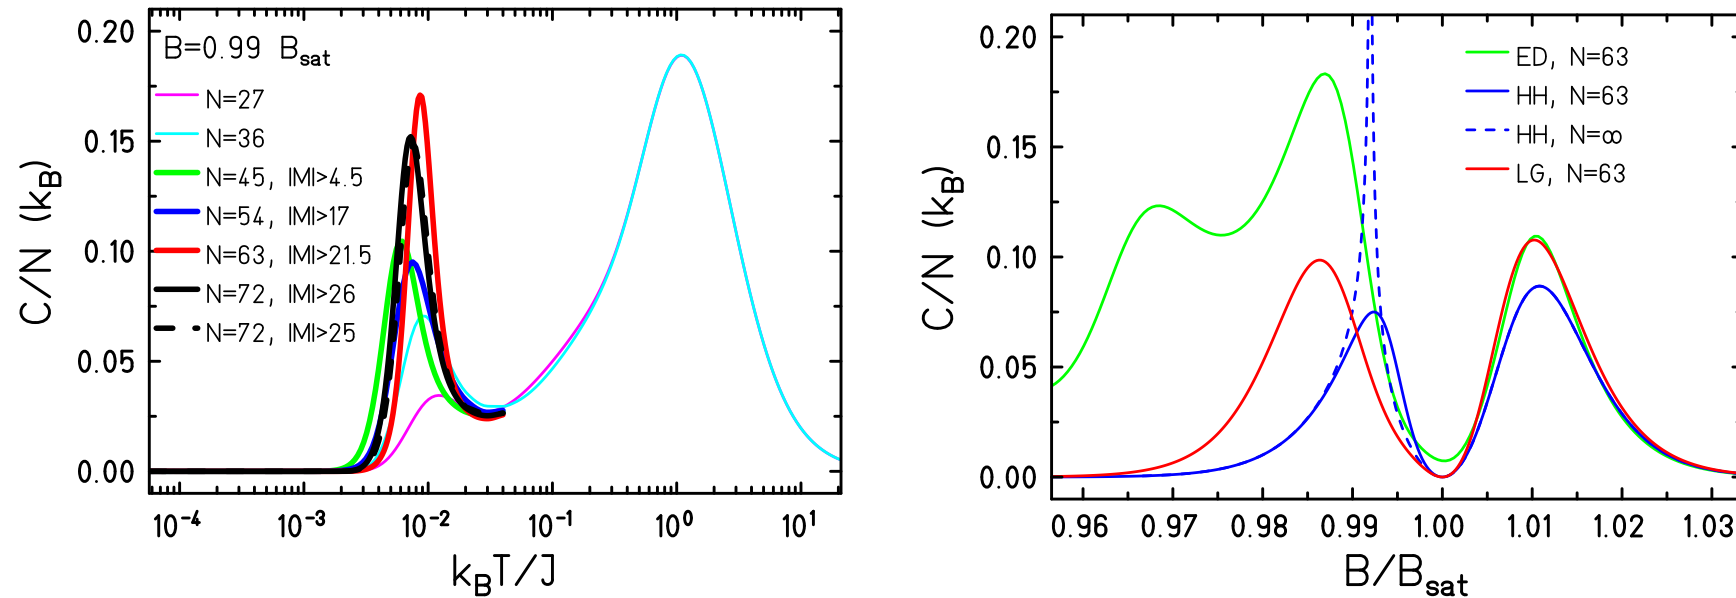 B=0.99 B_sat
N=27
N=36
N=45, |M|>4.5
N=54, |M|>17
N=63, |M|>21.5
N=72, |M|>26
N=72, |M|>25
C/N (k_B)
0.20
0.15
0.10
0.05
0.00
10^-4 10^-3 10^-2 10^-1 10^0 10^1
k_B T/J
ED, N=63
HH, N=63
HH, N=∞
LG, N=63
C/N (k_B)
0.20
0.15
0.10
0.05
0.00
0.96 0.97 0.98 0.99 1.00 1.01 1.02 1.03
B/B_sat